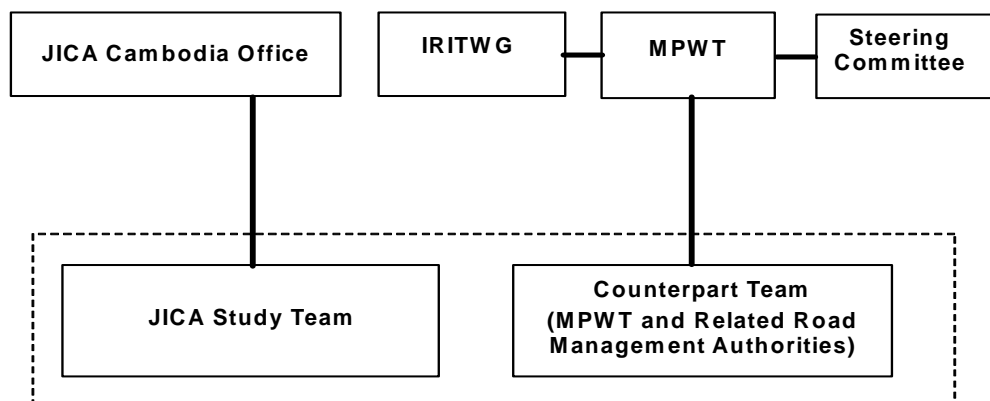 JICA Cambodia Office
IRITWG
MPWT
Steering
Committee
JICA Study Team
Counterpart Team
(MPWT and Related Road
Management Authorities)